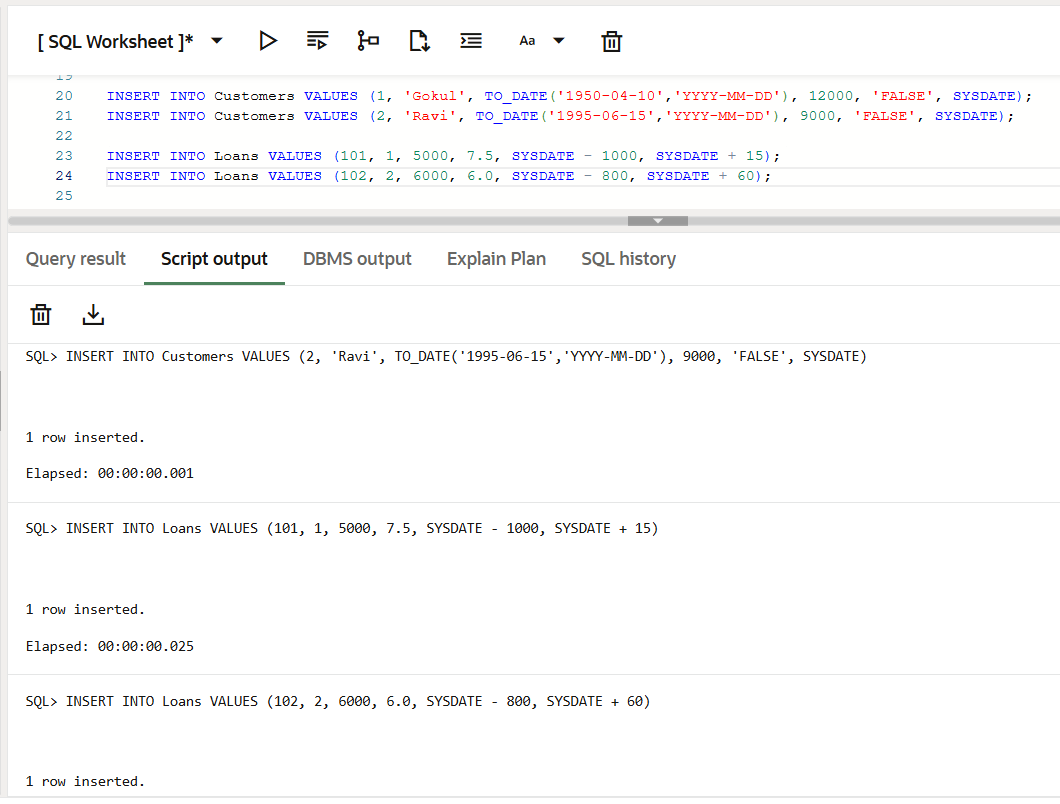 [ SQL Worksheet ]*
Aa
19
20 INSERT INTO Customers VALUES (1, 'Gokul', TO_DATE('1950-04-10','YYYY-MM-DD'), 12000, 'FALSE', SYSDATE);
21 INSERT INTO Customers VALUES (2, 'Ravi', TO_DATE('1995-06-15','YYYY-MM-DD'), 9000, 'FALSE', SYSDATE);
22
23 INSERT INTO Loans VALUES (101, 1, 5000, 7.5, SYSDATE - 1000, SYSDATE + 15);
24 INSERT INTO Loans VALUES (102, 2, 6000, 6.0, SYSDATE - 800, SYSDATE + 60);
25
Query result Script output DBMS output Explain Plan SQL history
SQL> INSERT INTO Customers VALUES (2, 'Ravi', TO_DATE('1995-06-15','YYYY-MM-DD'), 9000, 'FALSE', SYSDATE)
1 row inserted.
Elapsed: 00:00:00.001
SQL> INSERT INTO Loans VALUES (101, 1, 5000, 7.5, SYSDATE - 1000, SYSDATE + 15)
1 row inserted.
Elapsed: 00:00:00.025
SQL> INSERT INTO Loans VALUES (102, 2, 6000, 6.0, SYSDATE - 800, SYSDATE + 60)
1 row inserted.